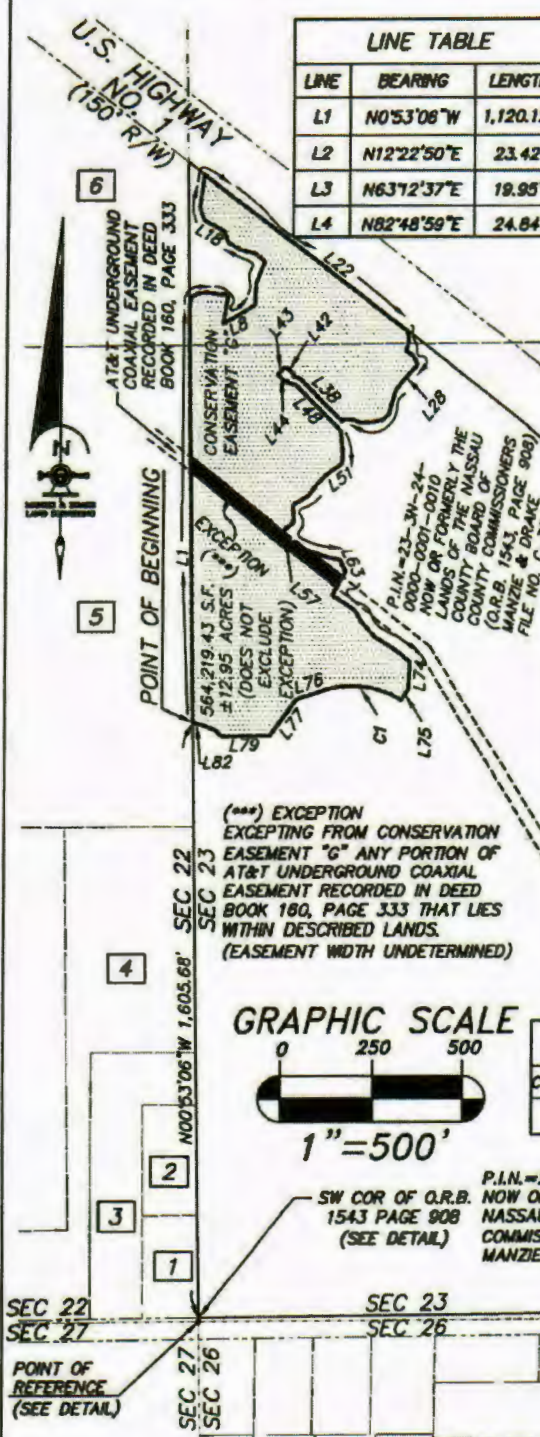 U.S. HIGHWAY
NO. 1
(150' R/W)
LINE TABLE
LINE BEARING LENGT
L1 N0°53'06"W 1,120.1
L2 N12°22'50"E 23.42
L3 N63°12'37"E 19.95
L4 N82°48'59"E 24.84
6
AT&T UNDERGROUND
COAXIAL EASEMENT
RECORDED IN DEED
BOOK 160, PAGE 333
L18
L22
L8
L43
L42
CONSERVATION
EASEMENT "G"
L38
L48
L44
L28
L51
N
P.I.N.=23-3N-24-
0000-0001-0010
NOW OR FORMERLY THE
LANDS OF THE NASSAU
COUNTY BOARD OF
COUNTY COMMISSIONERS
(O.R.B. 1543, PAGE 908)
MANZIE & DRAKE
FILE NO.
POINT OF BEGINNING
L1
EXCEPTION
(***)
564,219.43 S.F.
±12.95 ACRES
(DOES NOT
EXCLUDE
EXCEPTION)
L63
L57
5
L76
L77
L74
C1
L75
L79
L82
(***) EXCEPTION
EXCEPTING FROM CONSERVATION
EASEMENT "G" ANY PORTION OF
AT&T UNDERGROUND COAXIAL
EASEMENT RECORDED IN DEED
BOOK 160, PAGE 333 THAT LIES
WITHIN DESCRIBED LANDS.
(EASEMENT WIDTH UNDETERMINED)
SEC 22
SEC 23
4
N00°53'06"W 1,605.68'
GRAPHIC SCALE
0 250 500
1"=500'
2
3
1
SW COR OF O.R.B.
1543 PAGE 908
(SEE DETAIL)
P.I.N.=
NOW O
NASSAU
COMMIS
MANZIE
SEC 22
SEC 27
SEC 23
SEC 26
POINT OF
REFERENCE
(SEE DETAIL)
SEC 27
SEC 26